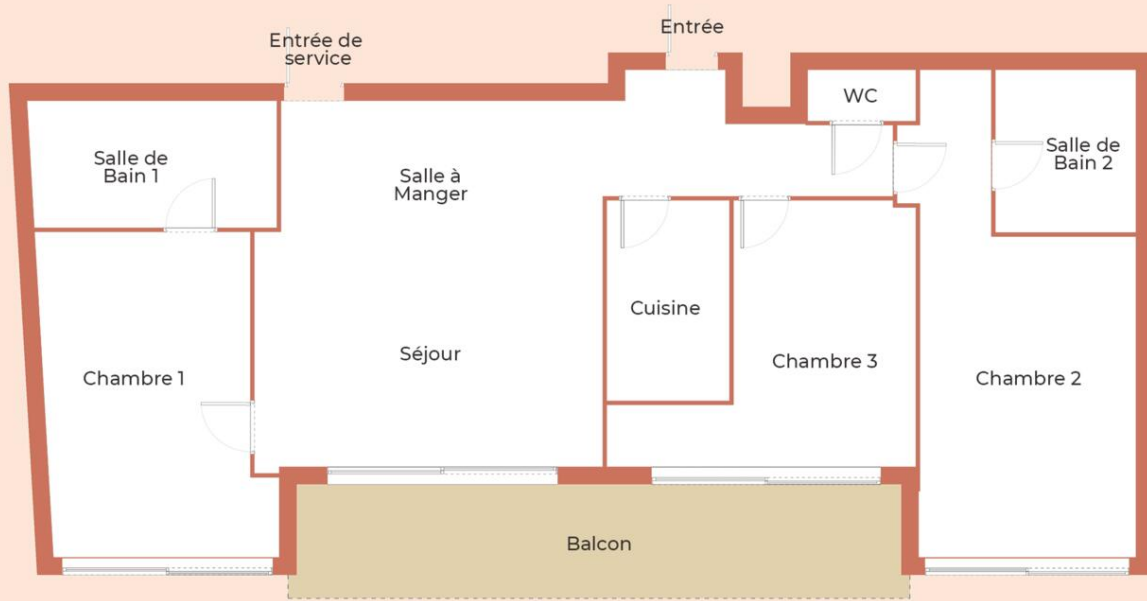 Entrée de
service
Entrée
WC
Salle de
Bain 1
Salle à
Manger
Salle de
Bain 2
Cuisine
Séjour
Chambre 3
Chambre 1
Chambre 2
Balcon